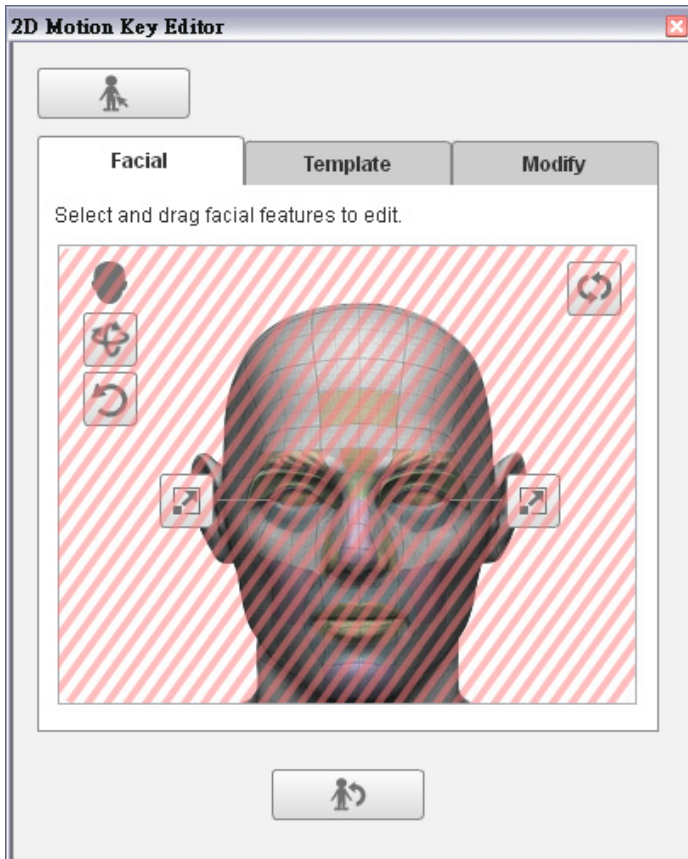 2D Motion Key Editor
Facial Template Modify
Select and drag facial features to edit.